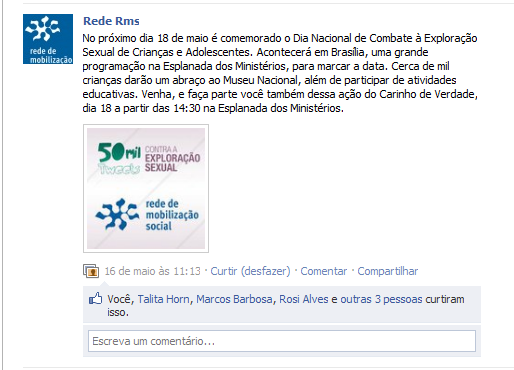 rede de
mobilização
Rede Rms
No próximo dia 18 de maio é comemorado o Dia Nacional de Combate à Exploração
Sexual de Crianças e Adolescentes. Acontecerá em Brasília, uma grande
programação na Esplanada dos Ministérios, para marcar a data. Cerca de mil
crianças darão um abraço ao Museu Nacional, além de participar de atividades
educativas. Venha, e faça parte você também dessa ação do Carinho de Verdade,
dia 18 a partir das 14:30 na Esplanada dos Ministérios.
50 mil CONTRA A
Tweets EXPLORAÇÃO
SEXUAL
rede de
mobilização
social
16 de maio às 11:13 · Curtir (desfazer) · Comentar · Compartilhar
Você, Talita Horn, Marcos Barbosa, Rosi Alves e outras 3 pessoas curtiram
isso.
Escreva um comentário...